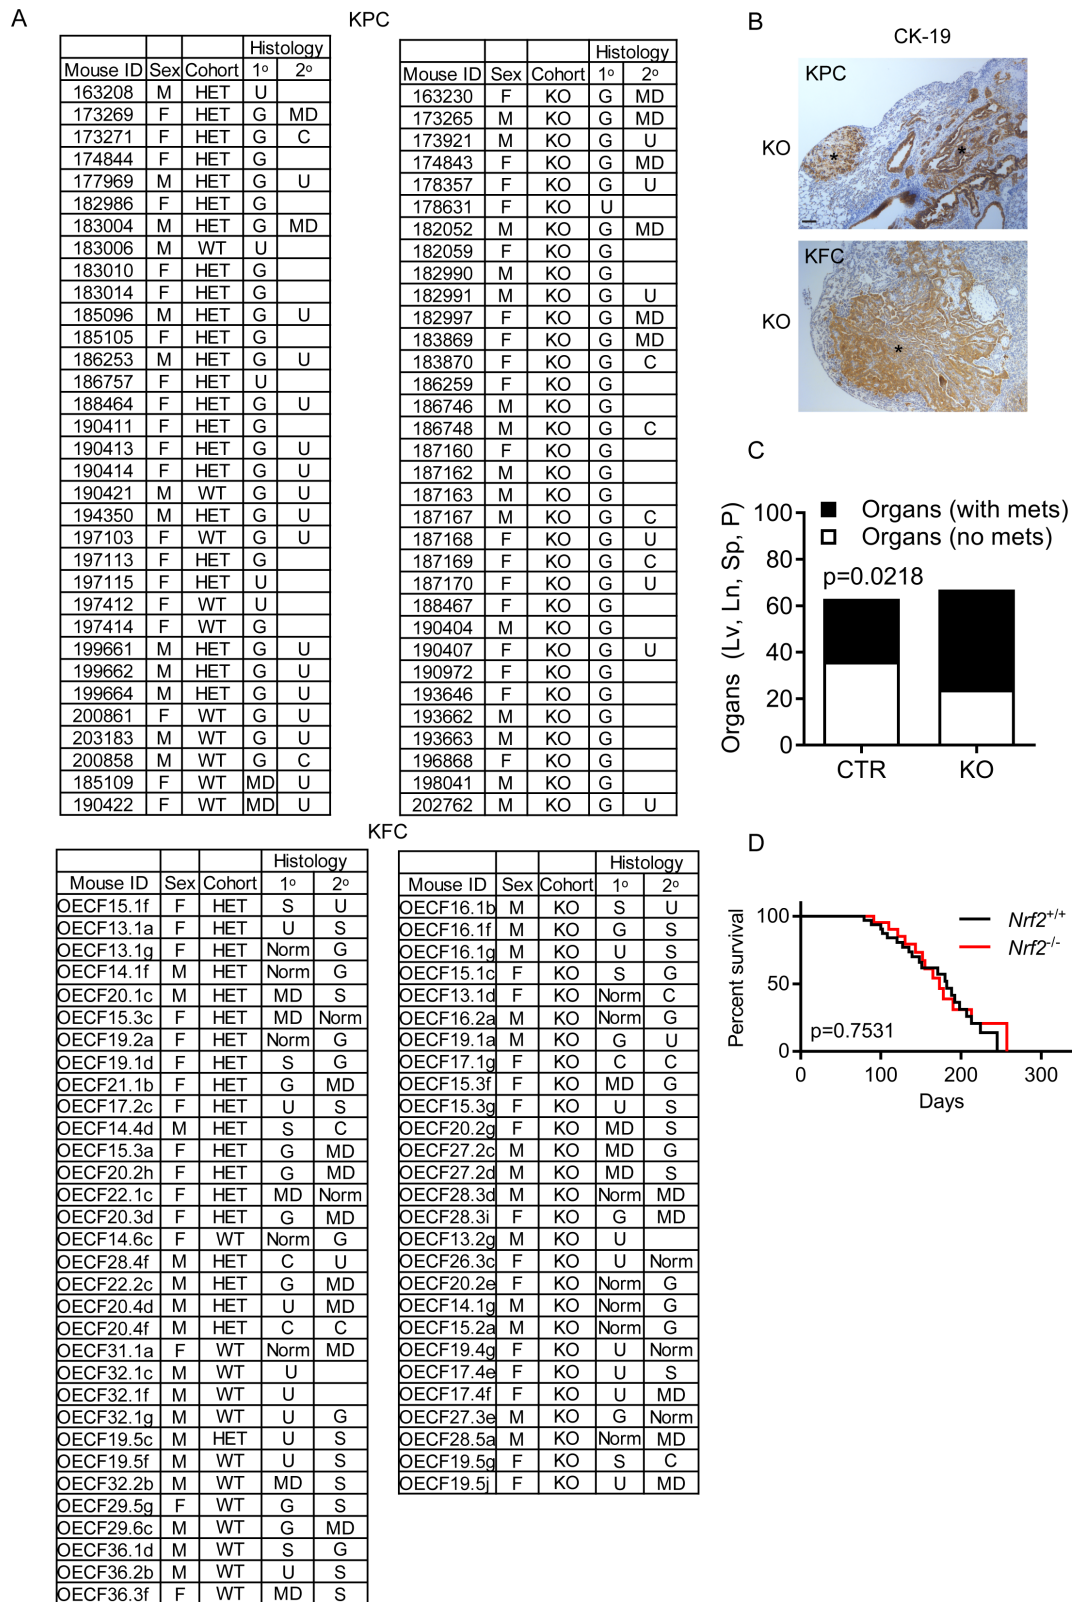 A
KPC
Histology
Mouse ID Sex Cohort 1o 2o
163208 M HET U
173269 F HET G MD
173271 F HET G C
174844 F HET G
177969 M HET G U
182986 F HET G
183004 M HET G MD
183006 M WT U
183010 F HET G
183014 F HET G
185096 M HET G U
185105 F HET G
186253 M HET G U
186757 F HET U
188464 F HET G U
190411 F HET G
190413 F HET G U
190414 F HET G U
190421 M WT G U
194350 M HET G U
197103 F WT G U
197113 F HET G
197115 F HET U
197412 F WT U
197414 F WT G
199661 M HET G U
199662 M HET G U
199664 M HET G U
200861 F WT G U
203183 M WT G U
200858 M WT G C
185109 F WT MD U
190422 F WT MD U
Histology
Mouse ID Sex Cohort 1o 2o
163230 F KO G MD
173265 M KO G MD
173921 M KO G U
174843 F KO G MD
178357 F KO G U
178631 F KO U
182052 M KO G MD
182059 F KO G
182990 M KO G
182991 M KO G U
182997 M KO G MD
183869 M KO G MD
183870 F KO G C
186259 F KO G
186746 M KO G
186748 M KO G C
187160 F KO G
187162 M KO G
187163 M KO G
187167 M KO G C
187168 F KO G U
187169 F KO G C
187170 F KO G U
188467 F KO G
190404 M KO G
190407 F KO G U
190972 F KO G
193646 F KO G
193662 M KO G
193663 M KO G
196868 F KO G
198041 M KO G
202762 M KO G U
KFC
Histology
Mouse ID Sex Cohort 1o 2o
OECF15.1f F HET S U
OECF13.1a F HET U S
OECF13.1g F HET Norm G
OECF14.1f M HET Norm G
OECF20.1c M HET MD S
OECF15.3c F HET MD Norm
OECF19.2a F HET Norm G
OECF19.1d F HET S G
OECF21.1b F HET G MD
OECF17.2c F HET U S
OECF14.4d M HET S C
OECF15.3a F HET G MD
OECF20.2h F HET G MD
OECF22.1c F HET MD Norm
OECF20.3d F HET G MD
OECF14.6c F WT Norm G
OECF28.4f M HET C U
OECF22.2c M HET G MD
OECF20.4d M HET U MD
OECF20.4f M HET C C
OECF31.1a F WT Norm MD
OECF32.1c M WT U
OECF32.1f M WT U
OECF32.1g M WT U G
OECF19.5c M HET U S
OECF19.5f M WT U S
OECF32.2b M WT MD S
OECF29.5g F WT G S
OECF29.6c M WT G MD
OECF36.1d M WT S G
OECF36.2b M WT U S
OECF36.3f F WT MD S
Histology
Mouse ID Sex Cohort 1o 2o
OECF16.1b M KO S U
OECF16.1f M KO G S
OECF16.1g M KO U S
OECF15.1c F KO S G
OECF13.1d F KO Norm C
OECF16.2a M KO Norm G
OECF19.1a M KO G U
OECF17.1g F KO C C
OECF15.3f F KO MD G
OECF15.3g F KO U S
OECF20.2g F KO MD S
OECF27.2c M KO MD G
OECF27.2d M KO MD S
OECF28.3d M KO Norm MD
OECF28.3i F KO G MD
OECF13.2g M KO U
OECF26.3c F KO U Norm
OECF20.2e F KO Norm G
OECF14.1g M KO Norm G
OECF15.2a M KO Norm G
OECF19.4g F KO U Norm
OECF17.4e F KO U S
OECF17.4f F KO U MD
OECF27.3e M KO G Norm
OECF28.5a M KO Norm MD
OECF19.5g F KO S C
OECF19.5j F KO U MD
B
CK-19
KPC
KO
*
*
KFC
KO
*
C
Organs (with mets)
Organs (no mets)
p=0.0218
Organs (Lv, Ln, Sp, P)
100
80
60
40
20
0
CTR KO
D
Nrf2+/+
Nrf2-/-
p=0.7531
Percent survival
100
50
0
0 100 200 300
Days